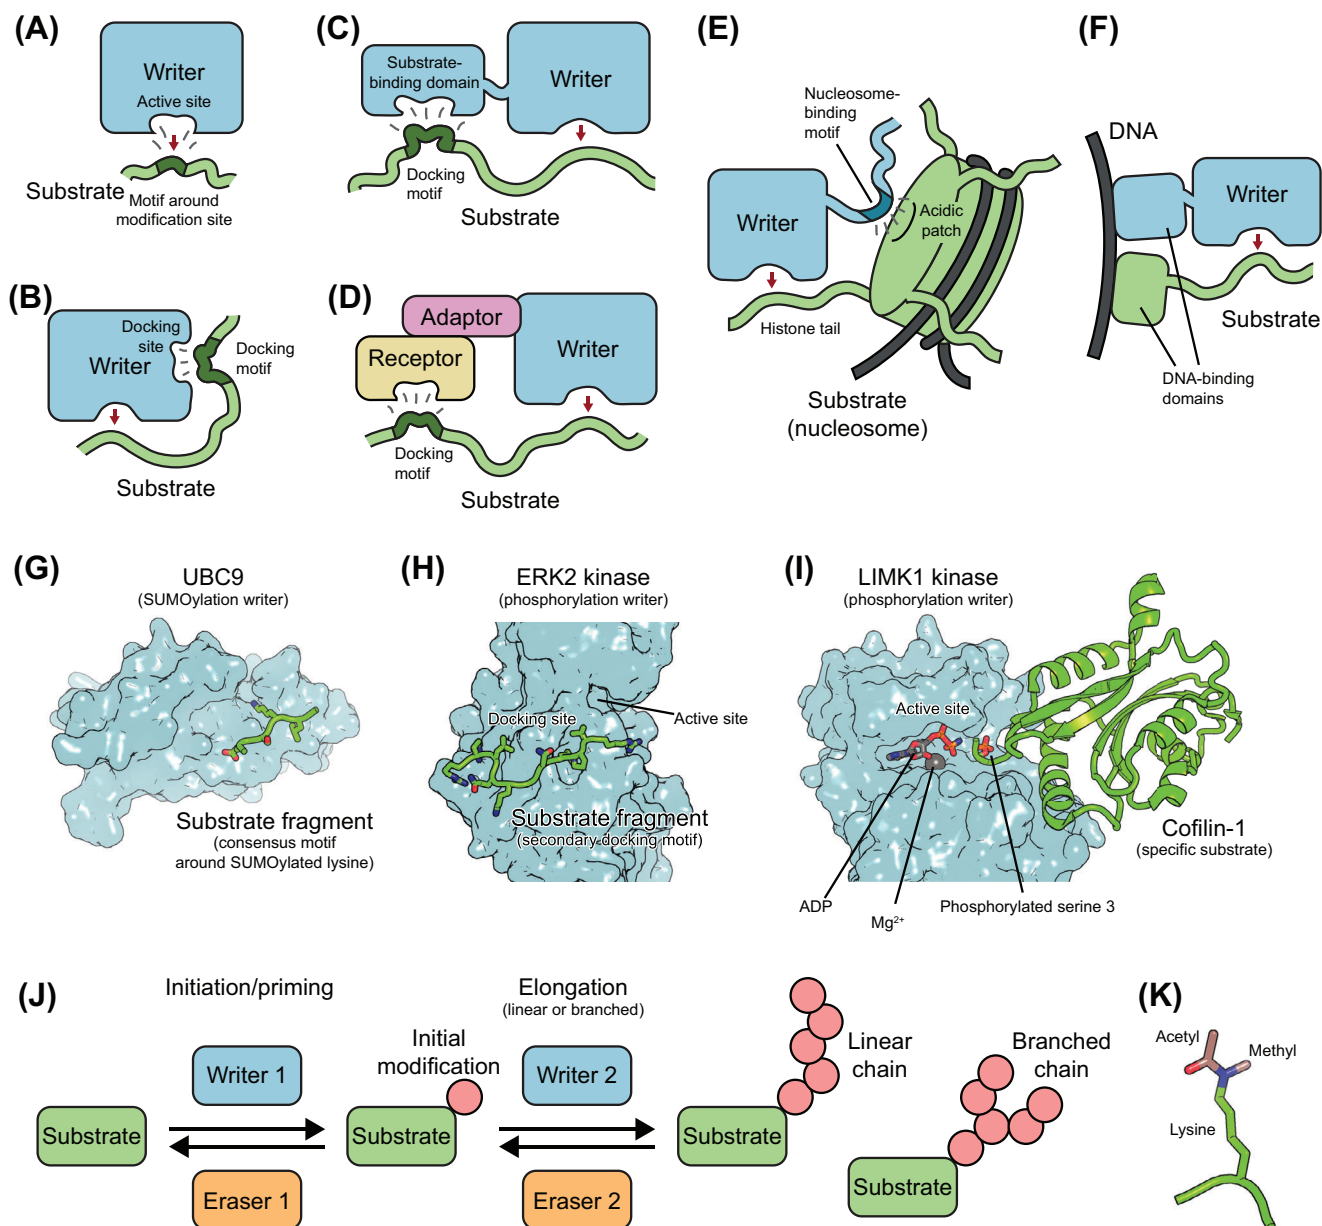 (A)
Writer
Active site
Substrate
Motif around
modification site
(B)
Docking
site
Writer
Docking
motif
Substrate
(C)
Substrate-
binding domain
Writer
Docking
motif
Substrate
(D)
Adaptor
Receptor
Writer
Docking
motif
Substrate
(E)
Nucleosome-
binding
motif
Writer
Acidic
patch
Histone tail
Substrate
(nucleosome)
(F)
DNA
Writer
Substrate
DNA-binding
domains
(G)
UBC9
(SUMOylation writer)
Substrate fragment
(consensus motif
around SUMOylated lysine)
(H)
ERK2 kinase
(phosphorylation writer)
Docking site
Active site
Substrate fragment
(secondary docking motif)
(I)
LIMK1 kinase
(phosphorylation writer)
Active site
Cofilin-1
(specific substrate)
ADP
Mg²⁺
Phosphorylated serine 3
(J)
Initiation/priming
Elongation
(linear or branched)
Writer 1
Initial
modification
Writer 2
Linear
chain
Branched
chain
Substrate
Substrate
Substrate
Substrate
Eraser 1
Eraser 2
(K)
Acetyl
Methyl
Lysine